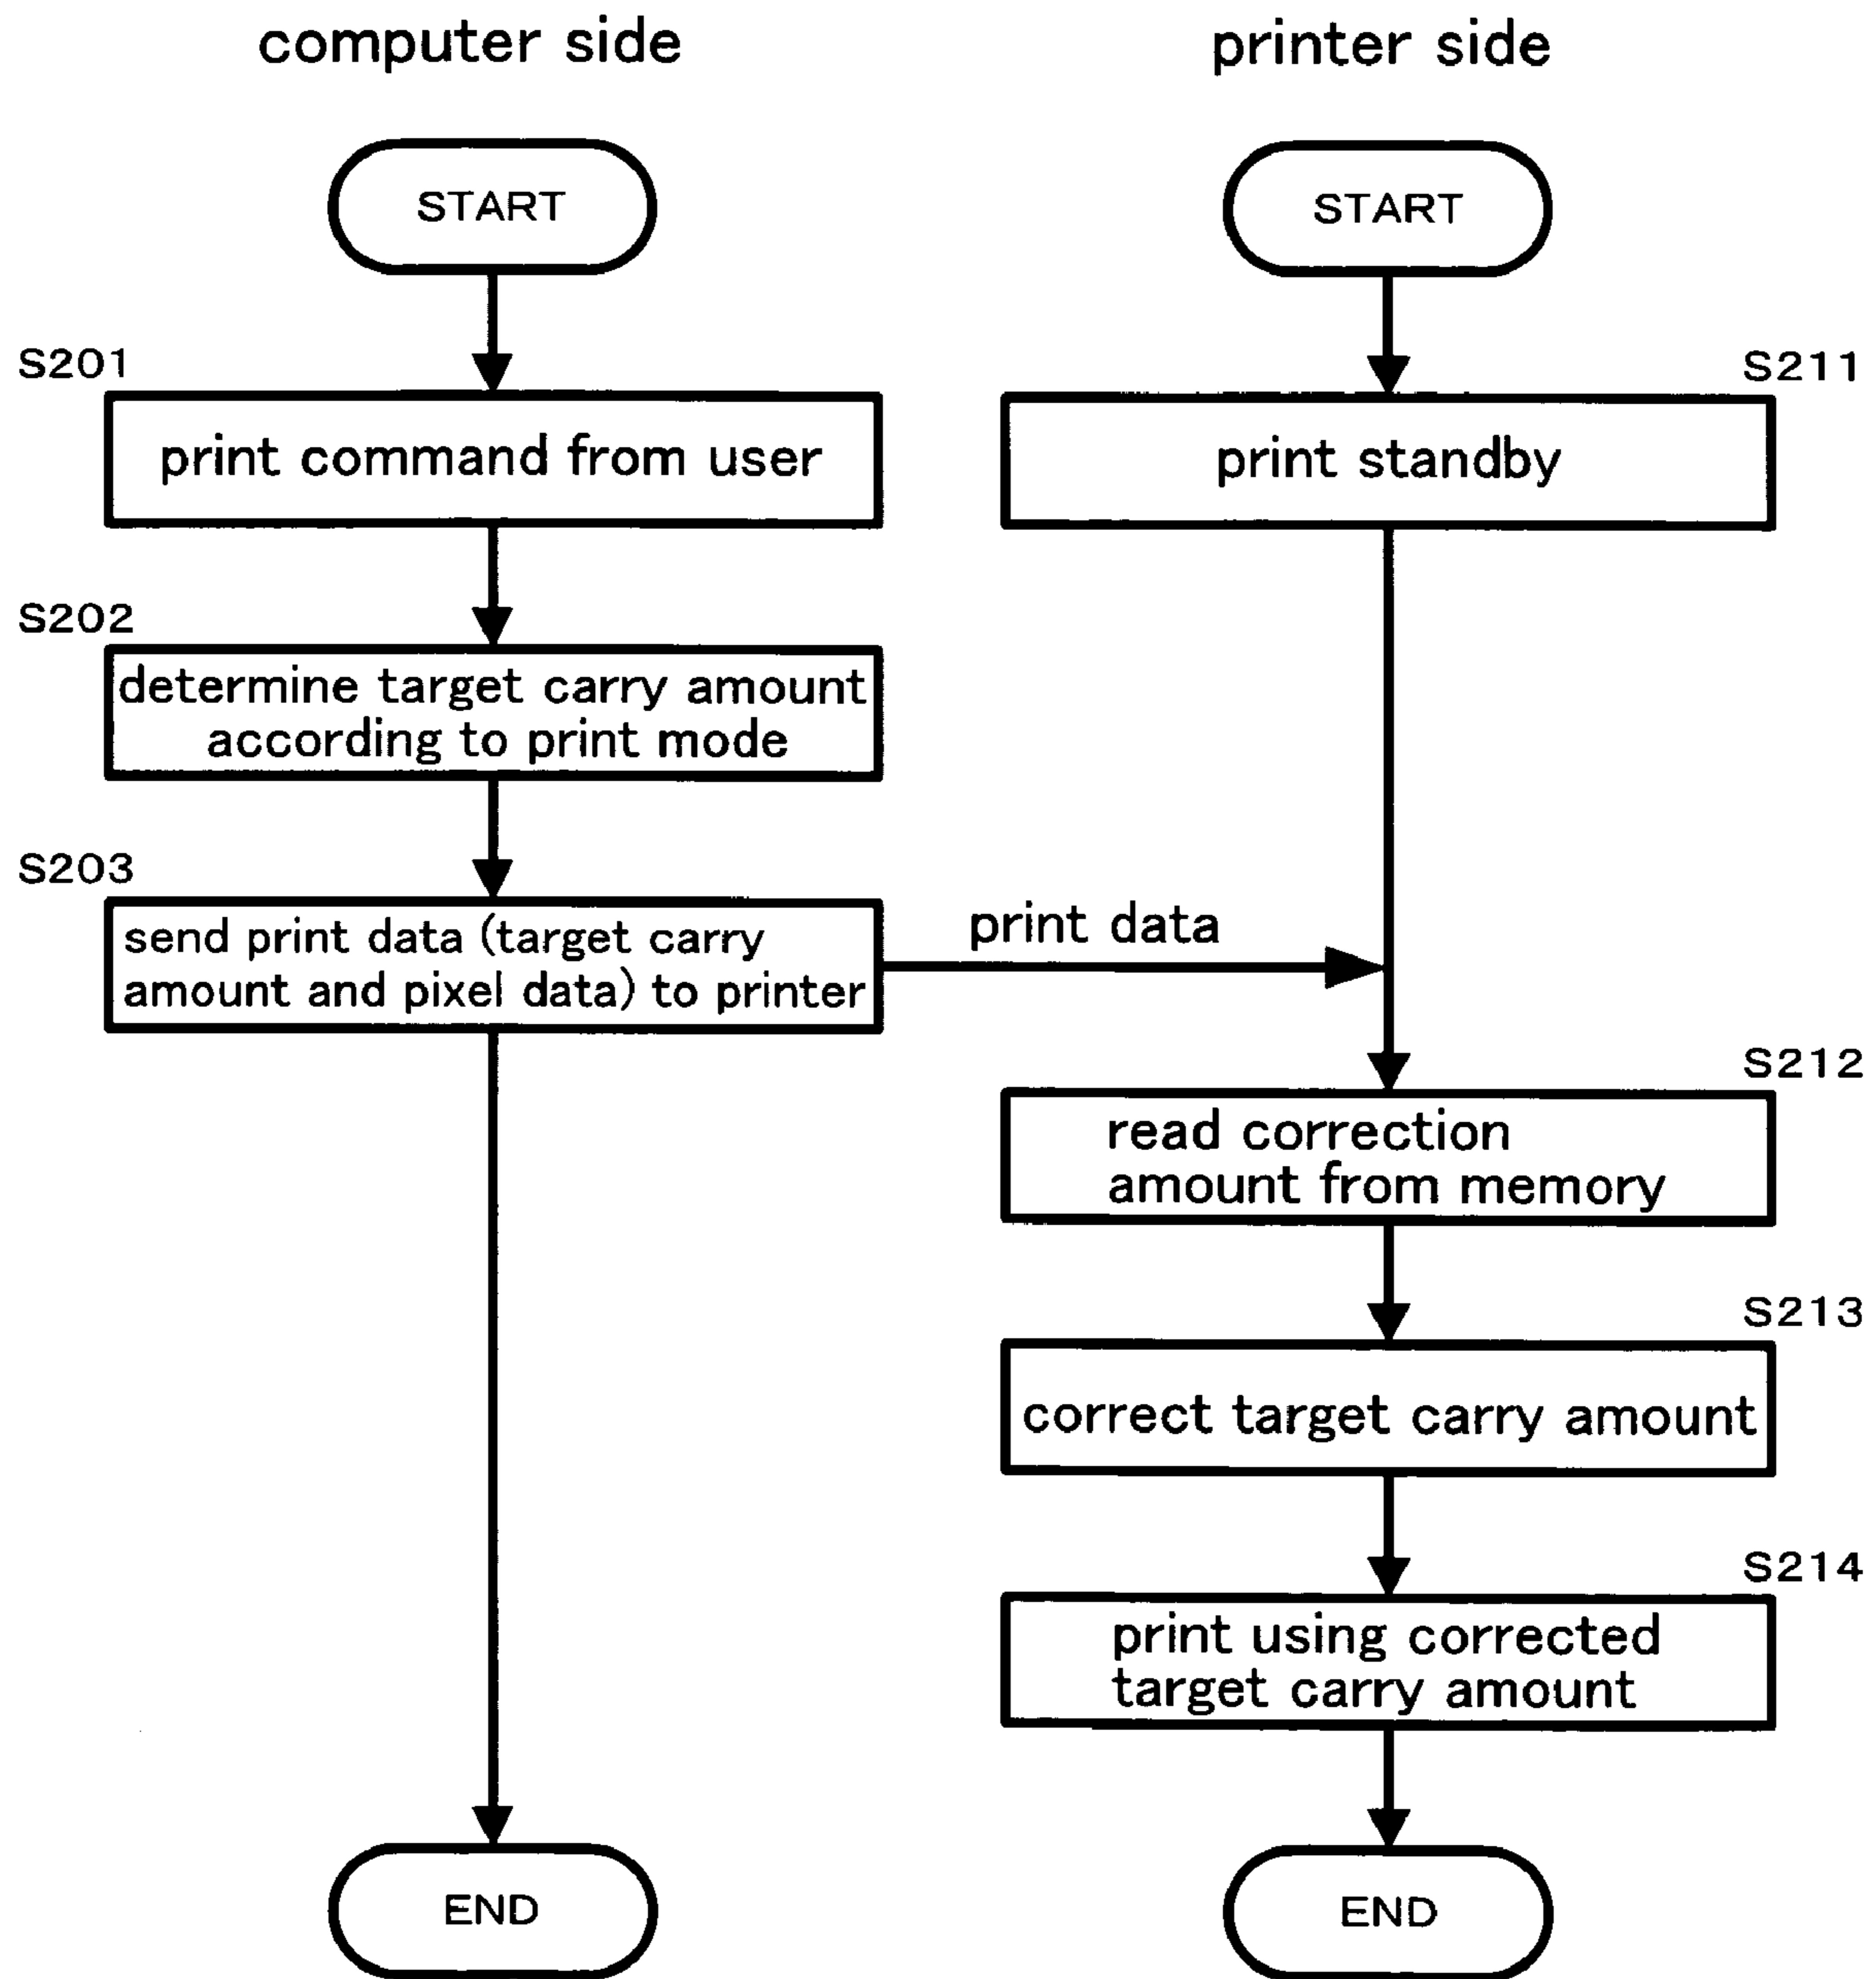 computer side
printer side
START
START
S201
print command from user
S211
print standby
S202
determine target carry amount
according to print mode
S203
send print data (target carry
amount and pixel data) to printer
print data
S212
read correction
amount from memory
S213
correct target carry amount
S214
print using corrected
target carry amount
END
END